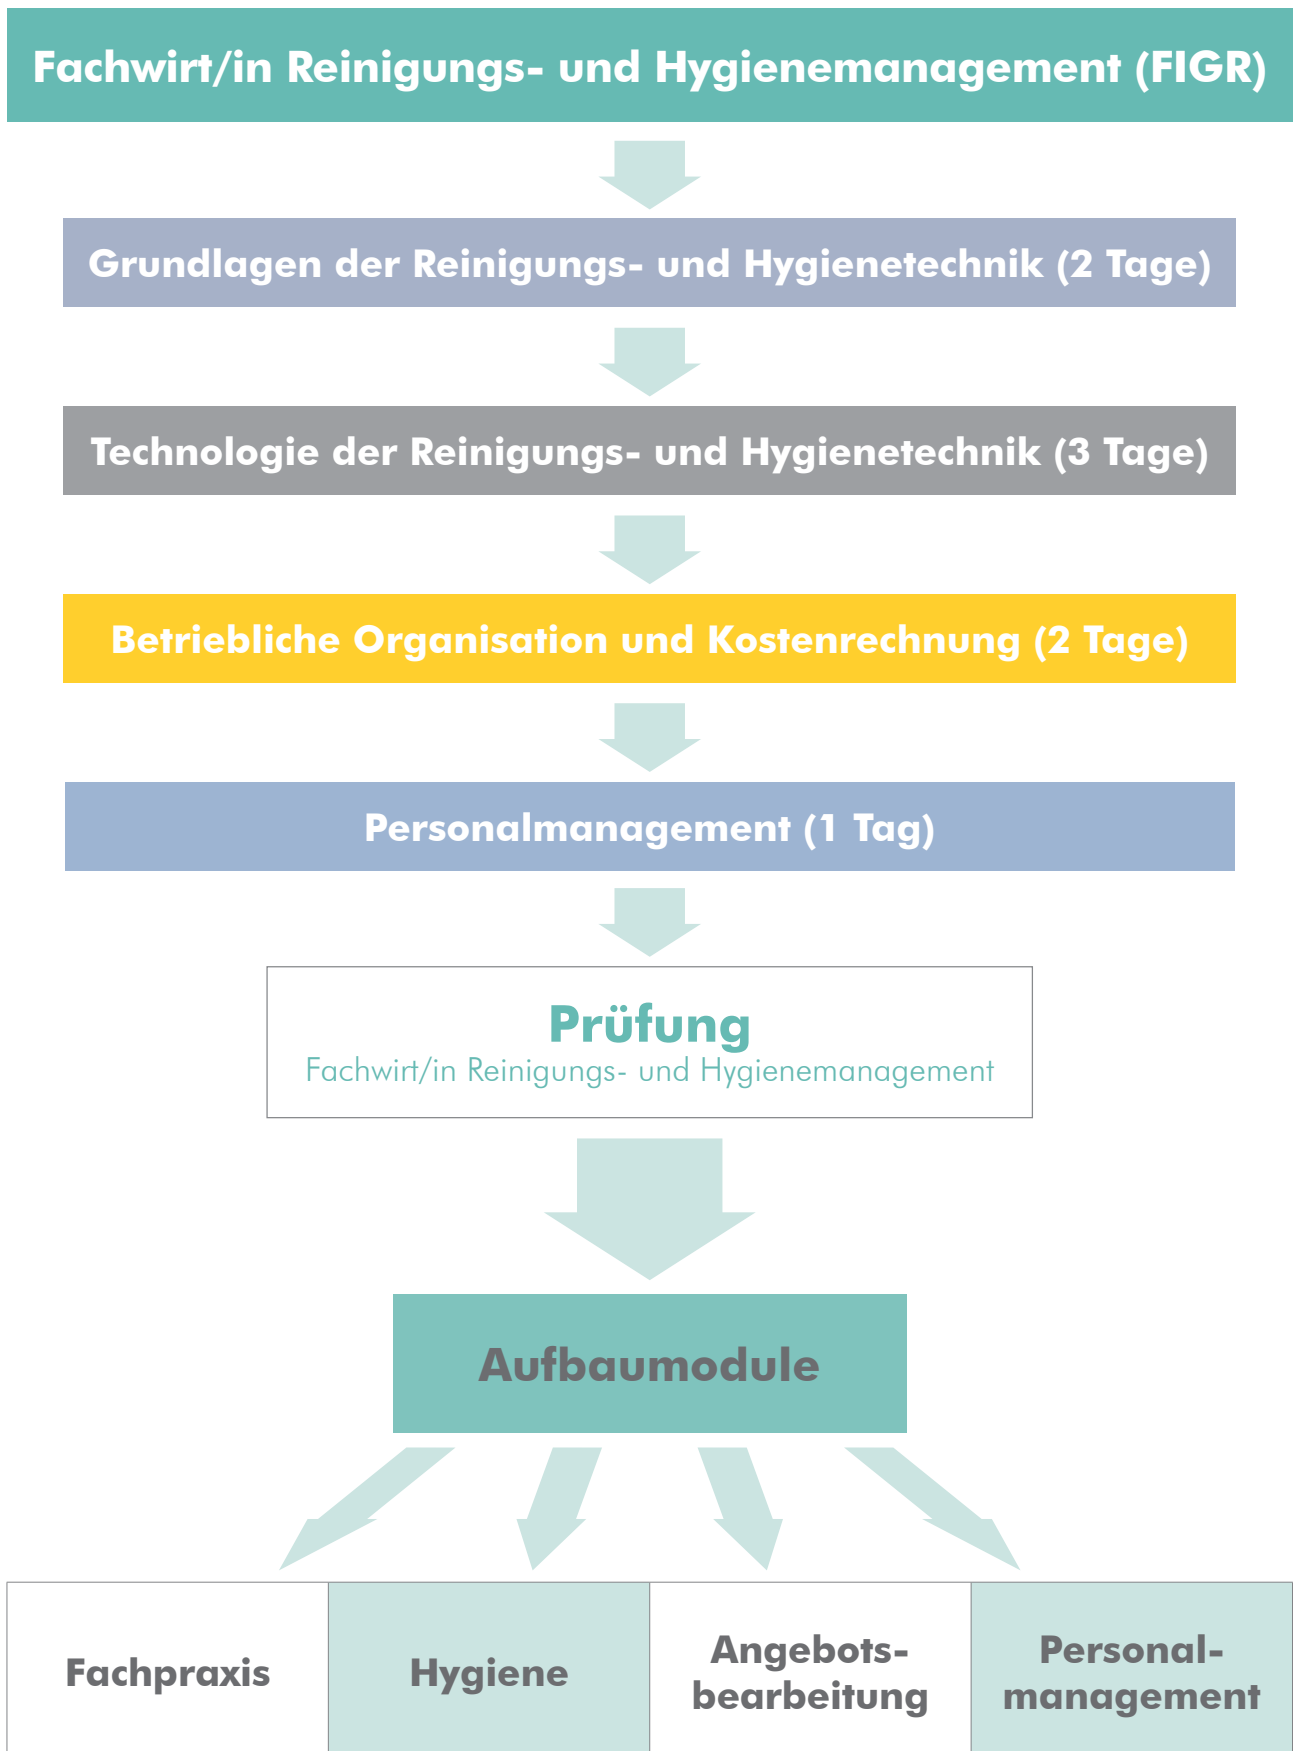 Fachwirt/in Reinigungs- und Hygienemanagement (FIGR)
Grundlagen der Reinigungs- und Hygienetechnik (2 Tage)
Technologie der Reinigungs- und Hygienetechnik (3 Tage)
Betriebliche Organisation und Kostenrechnung (2 Tage)
Personalmanagement (1 Tag)
Prüfung
Fachwirt/in Reinigungs- und Hygienemanagement
Aufbaumodule
Fachpraxis
Hygiene
Angebots-
bearbeitung
Personal-
management